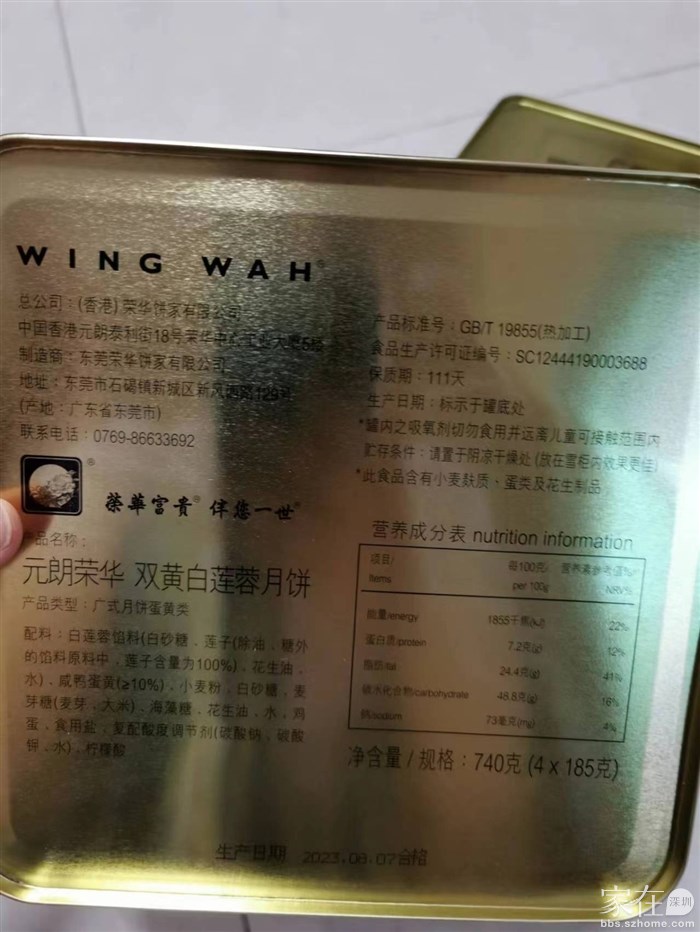 WING WAH®
总公司：(香港)荣华饼家有限公司
中国香港元朗泰利街18号荣华中心工业大厦5楼
制造商：东莞荣华饼家有限公司
地址：东莞市石碣镇新城区新风西路129号
(产地：广东省东莞市)
联系电话：0769-86633692
®
榮華富貴® 伴您一世®
产品名称：
元朗荣华 双黄白莲蓉月饼
产品类型：广式月饼蛋黄类
配料：白莲蓉馅料(白砂糖，莲子(除油，糖外
的馅料原料中，莲子含量为100%)，花生油，
水)，咸鸭蛋黄(≥10%)，小麦粉，白砂糖，麦
芽糖(麦芽，大米)，海藻糖，花生油，水，鸡
蛋，食用盐，复配酸度调节剂(碳酸钠，碳酸
钾，水)，柠檬酸
产品标准号：GB/T 19855(热加工)
食品生产许可证编号：SC12444190003688
保质期：111天
生产日期：标示于罐底处
*罐内之吸氧剂切勿食用并远离儿童可接触范围内
贮存条件：请置于阴凉干燥处(放在雪柜内效果更佳)
*此食品含有小麦麸质、蛋类及花生制品
营养成分表 nutrition information
项目/ 每100克/ 营养素参考值%/
Items per 100g NRV%
能量/energy 1855千焦(kJ) 22%
蛋白质/protein 7.2克(g) 12%
脂肪/fat 24.4克(g) 41%
碳水化合物/carbohydrate 48.8克(g) 16%
钠/sodium 73毫克(mg) 4%
净含量/规格：740克(4 x 185克)
生产日期 2023.08.07合格
家在深圳
bbs.szhome.com